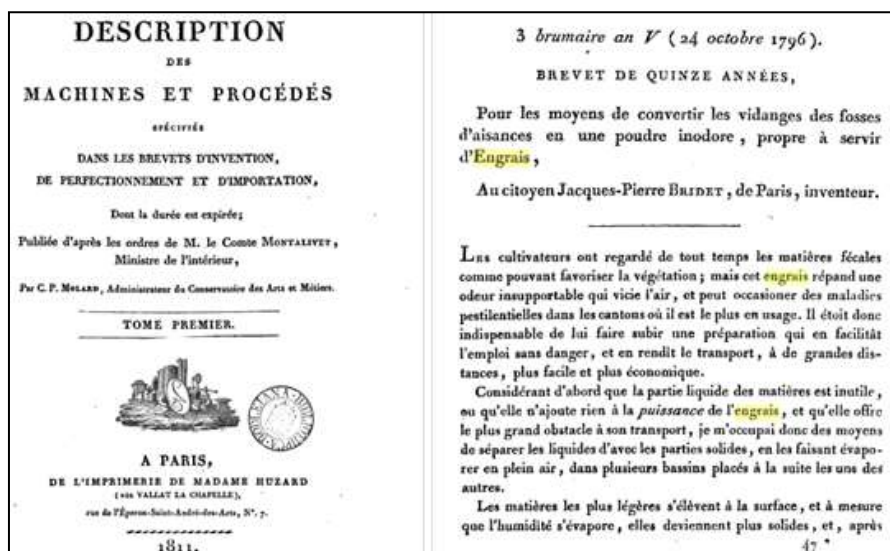 DESCRIPTION
DES
MACHINES ET PROCÉDÉS
SPÉCIFIÉS
DANS LES BREVETS D'INVENTION,
DE PERFECTIONNEMENT ET D'IMPORTATION,
Dont la durée est expirée;
Publiée d'après les ordres de M. le Comte MONTALIVET,
Ministre de l'intérieur,
Par C. P. MOLARD, Administrateur du Conservatoire des Arts et Métiers.
TOME PREMIER.
A PARIS,
DE L'IMPRIMERIE DE MADAME HUZARD
(NÉE VALLAT LA CHAPELLE),
rue de l'Éperon-Saint-André-des-Arts, N°. 7.
1811.
3 brumaire an V (24 octobre 1796).
BREVET DE QUINZE ANNÉES,
Pour les moyens de convertir les vidanges des fosses
d'aisances en une poudre inodore, propre à servir
d'Engrais,
Au citoyen Jacques-Pierre BRIDET, de Paris, inventeur.
LES cultivateurs ont regardé de tout temps les matières fécales
comme pouvant favoriser la végétation; mais cet engrais répand une
odeur insupportable qui vicie l'air, et peut occasioner des maladies
pestilentielles dans les cantons où il est le plus en usage. Il étoit donc
indispensable de lui faire subir une préparation qui en facilitât
l'emploi sans danger, et en rendît le transport, à de grandes dis-
tances, plus facile et plus économique.
Considérant d'abord que la partie liquide des matières est inutile,
ou qu'elle n'ajoute rien à la puissance de l'engrais, et qu'elle offre
le plus grand obstacle à son transport, je m'occupai donc des moyens
de séparer les liquides d'avec les parties solides, en les faisant évapo-
rer en plein air, dans plusieurs bassins placés à la suite les uns des
autres.
Les matières les plus légères s'élèvent à la surface, et à mesure
que l'humidité s'évapore, elles deviennent plus solides, et, après
47 *